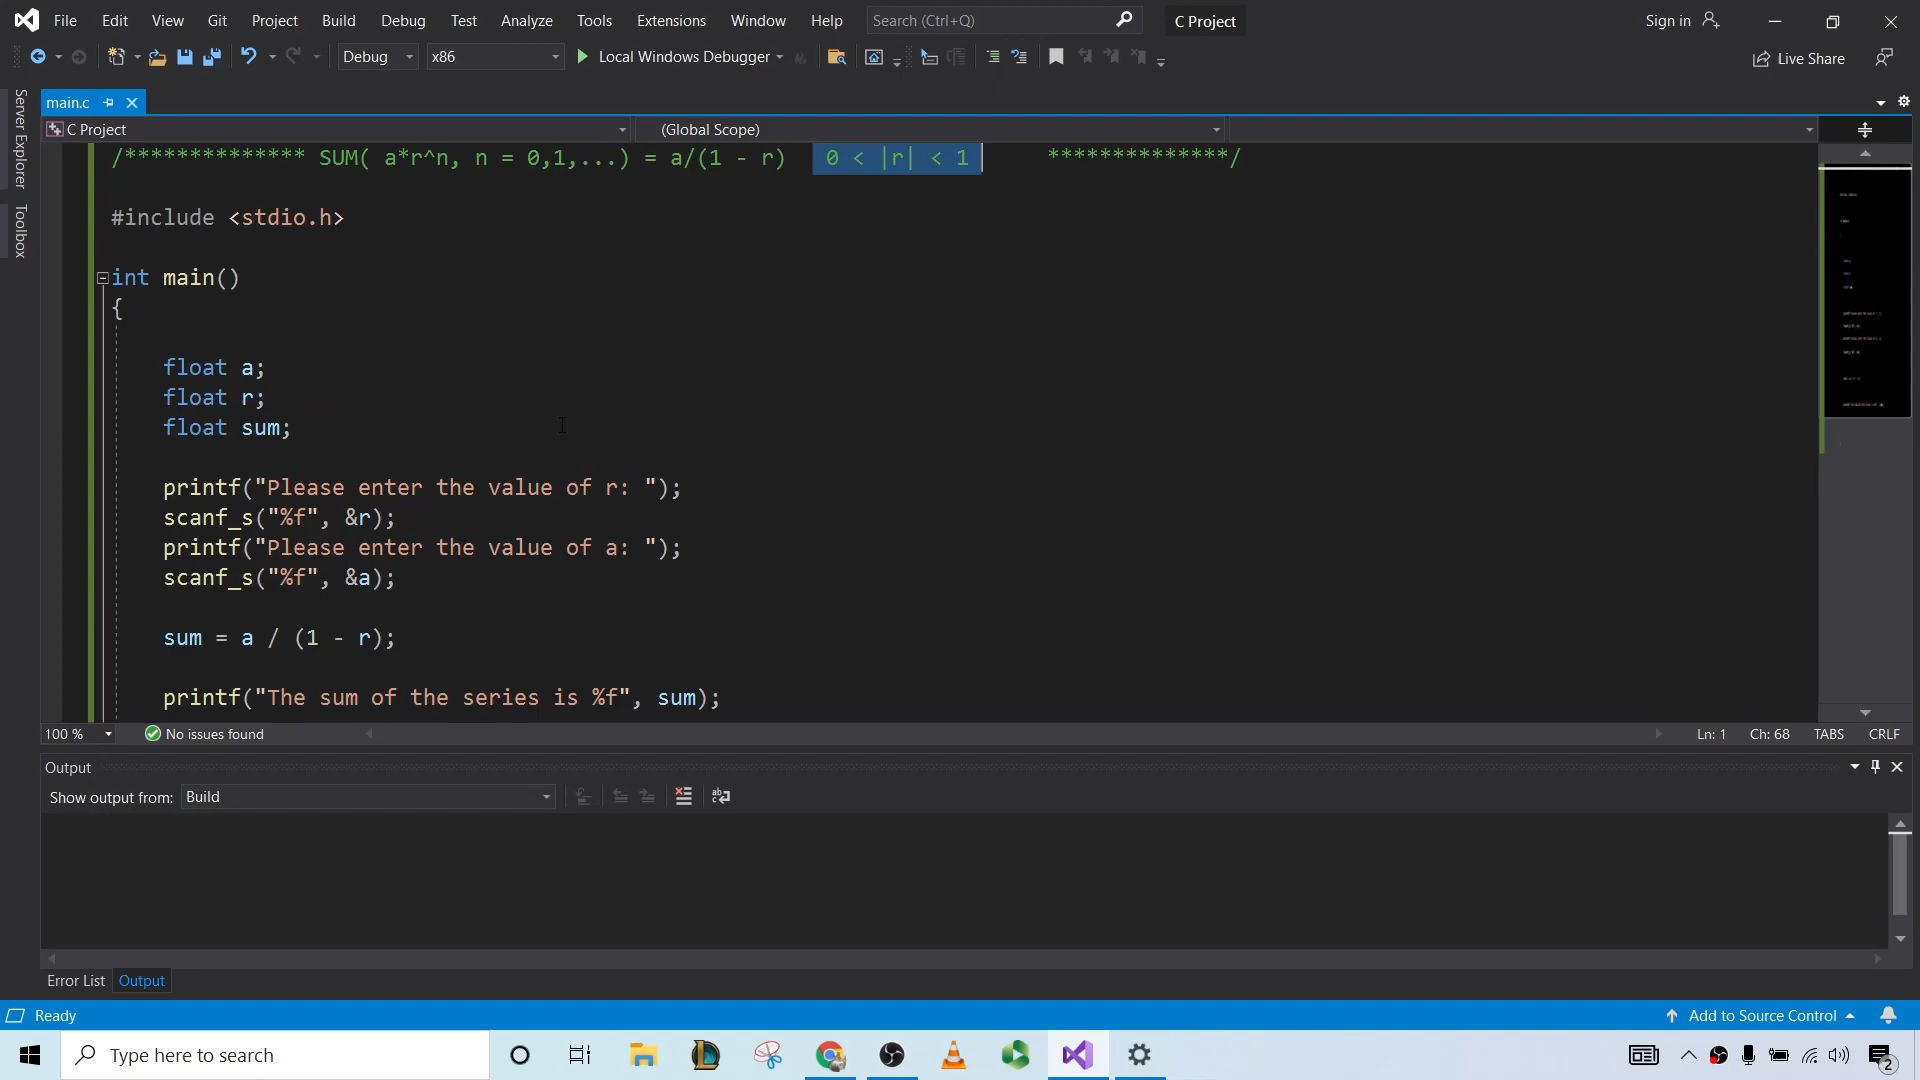 File Edit View Git Project Build Debug Test Analyze Tools Extensions Window Help Search (Ctrl+Q) C Project Sign in
Debug x86 Local Windows Debugger Live Share
Server Explorer
Toolbox
main.c
C Project (Global Scope)
/************** SUM( a*r^n, n = 0,1,...) = a/(1 - r) 0 < |r| < 1 **************/
#include <stdio.h>
int main()
{
float a;
float r;
float sum;
printf("Please enter the value of r: ");
scanf_s("%f", &r);
printf("Please enter the value of a: ");
scanf_s("%f", &a);
sum = a / (1 - r);
printf("The sum of the series is %f", sum);
100 % No issues found Ln: 1 Ch: 68 TABS CRLF
Output
Show output from: Build
Error List Output
Ready Add to Source Control
Type here to search 2